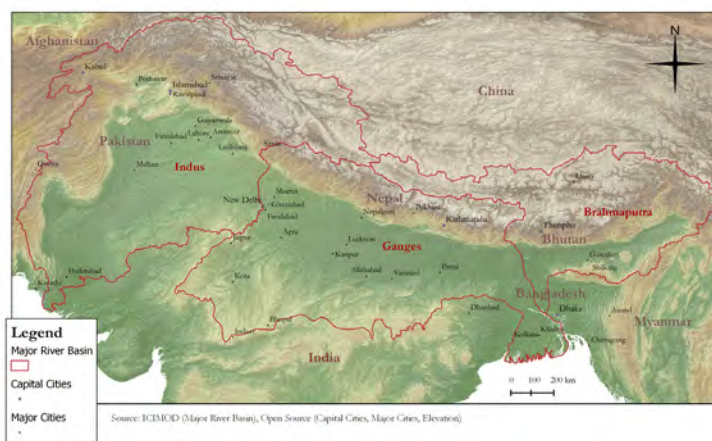 N
Afghanistan
Kabul
Peshawar
Islamabad
Srinagar
Rawalpindi
China
Gujranwala
Pakistan
Faisalabad
Lahore
Amritsar
Ludhiana
Quetta
Multan
Indus
Lhasa
Meerut
New Delhi
Ghaziabad
Faridabad
Nepal
Nepalganj
Pokhara
Kathmandu
Brahmaputra
Thimphu
Bhutan
Jaipur
Agra
Lucknow
Ganges
Kanpur
Guwahati
Shillong
Hyderabad
Karachi
Kota
Allahabad
Varanasi
Patna
Bangladesh
Dhanbad
Dhaka
Myanmar
Indore
Bhopal
Kolkata
Khulna
Chittagong
India
Legend
Major River Basin
Capital Cities
Major Cities
0 100 200 km
Source: ICIMOD (Major River Basin), Open Source (Capital Cities, Major Cities, Elevation)